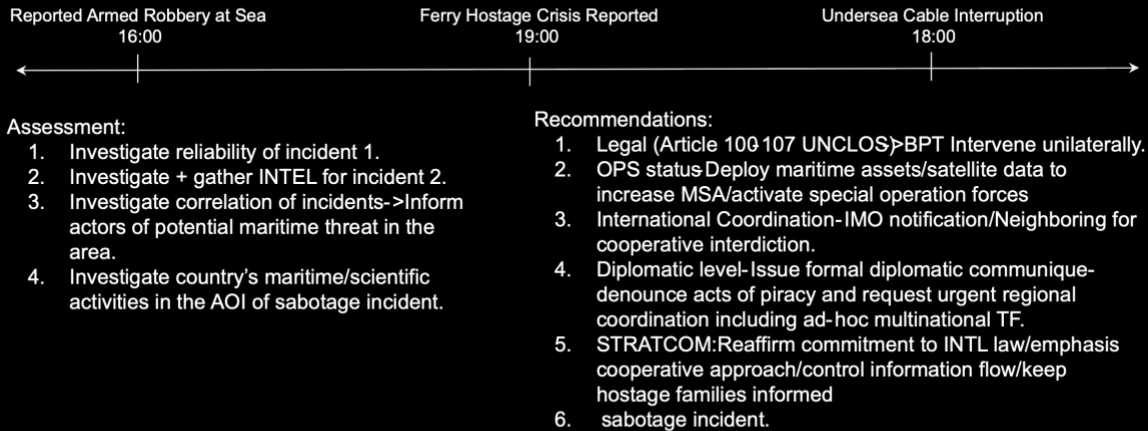 Reported Armed Robbery at Sea
16:00
Ferry Hostage Crisis Reported
19:00
Undersea Cable Interruption
18:00
Assessment:
1. Investigate reliability of incident 1.
2. Investigate + gather INTEL for incident 2.
3. Investigate correlation of incidents->Inform
actors of potential maritime threat in the
area.
4. Investigate country's maritime/scientific
activities in the AOI of sabotage incident.
Recommendations:
1. Legal (Article 100-107 UNCLOS)->BPT Intervene unilaterally.
2. OPS status-Deploy maritime assets/satellite data to
increase MSA/activate special operation forces
3. International Coordination-IMO notification/Neighboring for
cooperative interdiction.
4. Diplomatic level-Issue formal diplomatic communique-
denounce acts of piracy and request urgent regional
coordination including ad-hoc multinational TF.
5. STRATCOM:Reaffirm commitment to INTL law/emphasis
cooperative approach/control information flow/keep
hostage families informed
6. sabotage incident.